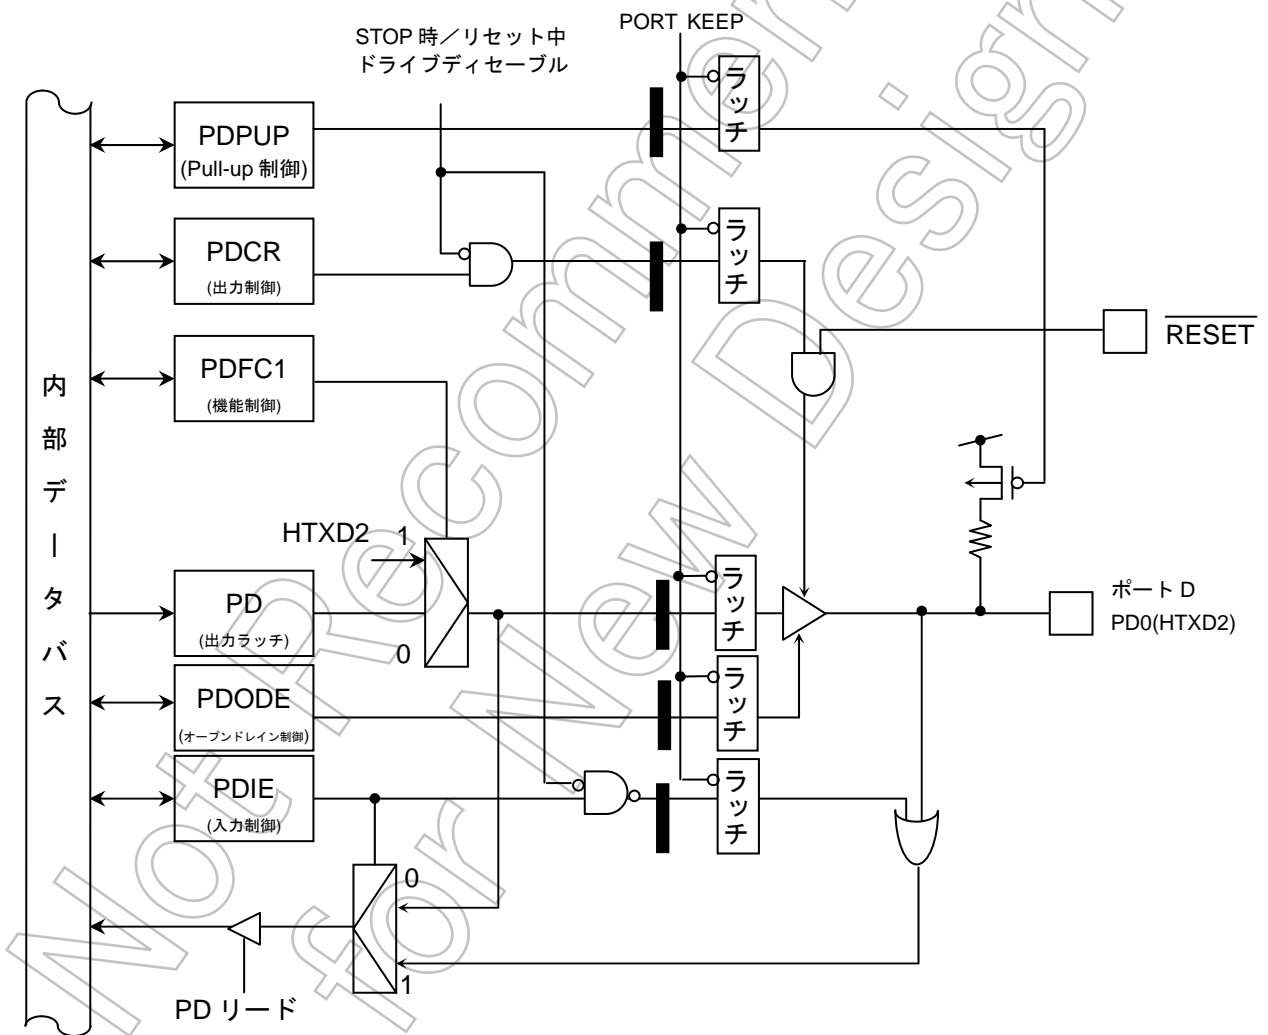 PORT KEEP
STOP 時／リセット中
ドライブディセーブル
ラッチ
PDPUP
(Pull-up 制御)
ラッチ
PDCR
(出力制御)
RESET
PDFC1
(機能制御)
内部データバス
HTXD2
1
0
PD
(出力ラッチ)
ラッチ
ポート D
PD0(HTXD2)
PDODE
(オープンドレイン制御)
ラッチ
PDIE
(入力制御)
ラッチ
0
1
PD リード
Not Recommended
for New Design